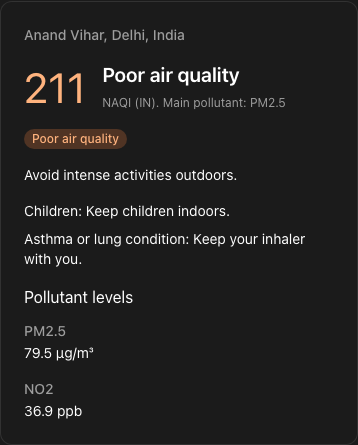 Anand Vihar, Delhi, India
211
Poor air quality
NAQI (IN). Main pollutant: PM2.5
Poor air quality
Avoid intense activities outdoors.
Children: Keep children indoors.
Asthma or lung condition: Keep your inhaler
with you.
Pollutant levels
PM2.5
79.5 µg/m³
NO2
36.9 ppb